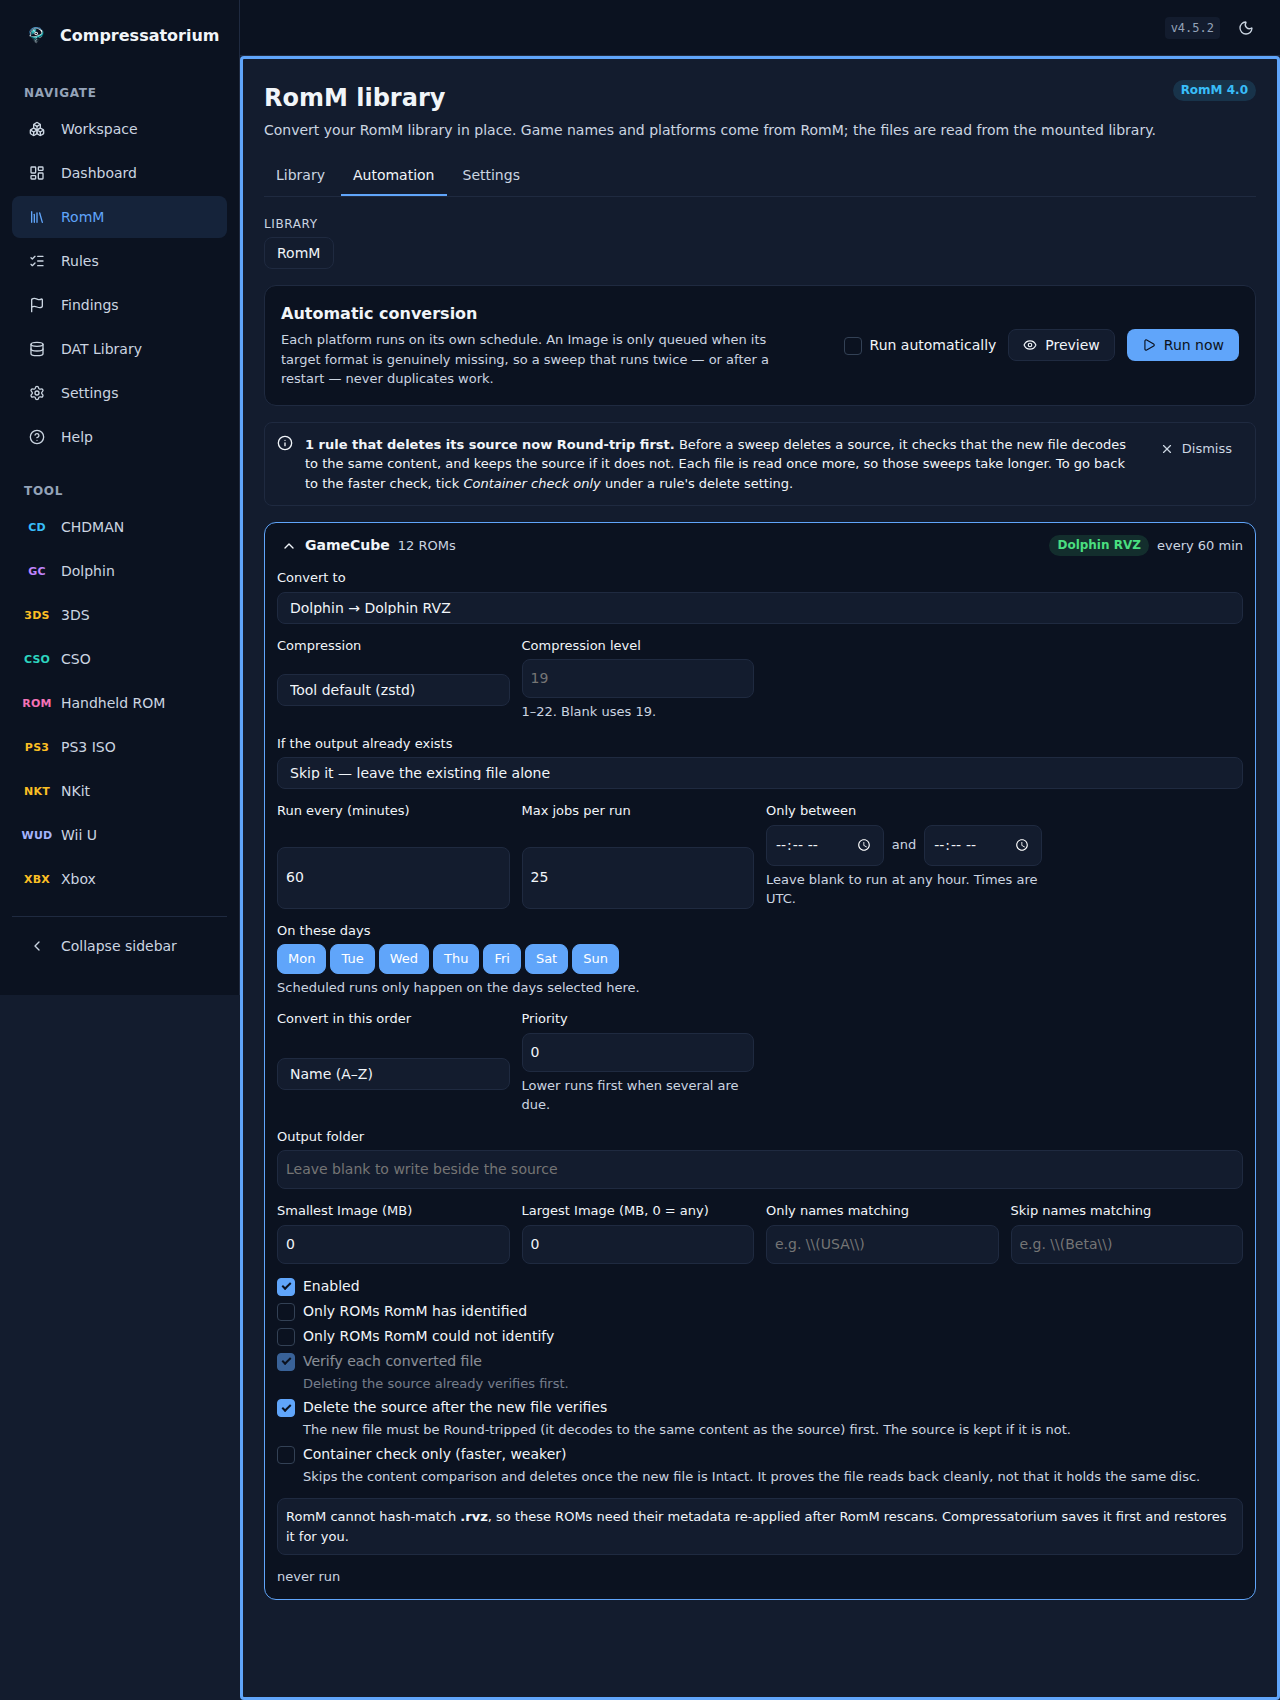 Compressatorium
v4.5.2
NAVIGATE
Workspace
Dashboard
RomM
Rules
Findings
DAT Library
Settings
Help
TOOL
CD CHDMAN
GC Dolphin
3DS 3DS
CSO CSO
ROM Handheld ROM
PS3 PS3 ISO
NKT NKit
WUD Wii U
XBX Xbox
Collapse sidebar
RomM library
RomM 4.0
Convert your RomM library in place. Game names and platforms come from RomM; the files are read from the mounted library.
Library Automation Settings
LIBRARY
RomM
Automatic conversion
Each platform runs on its own schedule. An Image is only queued when its
target format is genuinely missing, so a sweep that runs twice — or after a
restart — never duplicates work.
Run automatically Preview Run now
1 rule that deletes its source now Round-trip first. Before a sweep deletes a source, it checks that the new file decodes
to the same content, and keeps the source if it does not. Each file is read once more, so those sweeps take longer. To go back
to the faster check, tick Container check only under a rule's delete setting.
Dismiss
GameCube 12 ROMs Dolphin RVZ every 60 min
Convert to
Dolphin → Dolphin RVZ
Compression Compression level
Tool default (zstd) 19
1–22. Blank uses 19.
If the output already exists
Skip it — leave the existing file alone
Run every (minutes) Max jobs per run Only between
60 25 --:-- -- and --:-- --
Leave blank to run at any hour. Times are
UTC.
On these days
Mon Tue Wed Thu Fri Sat Sun
Scheduled runs only happen on the days selected here.
Convert in this order Priority
Name (A–Z) 0
Lower runs first when several are
due.
Output folder
Leave blank to write beside the source
Smallest Image (MB) Largest Image (MB, 0 = any) Only names matching Skip names matching
0 0 e.g. \\(USA\\) e.g. \\(Beta\\)
Enabled
Only ROMs RomM has identified
Only ROMs RomM could not identify
Verify each converted file
Deleting the source already verifies first.
Delete the source after the new file verifies
The new file must be Round-tripped (it decodes to the same content as the source) first. The source is kept if it is not.
Container check only (faster, weaker)
Skips the content comparison and deletes once the new file is Intact. It proves the file reads back cleanly, not that it holds the same disc.
RomM cannot hash-match .rvz, so these ROMs need their metadata re-applied after RomM rescans. Compressatorium saves it first and restores
it for you.
never run